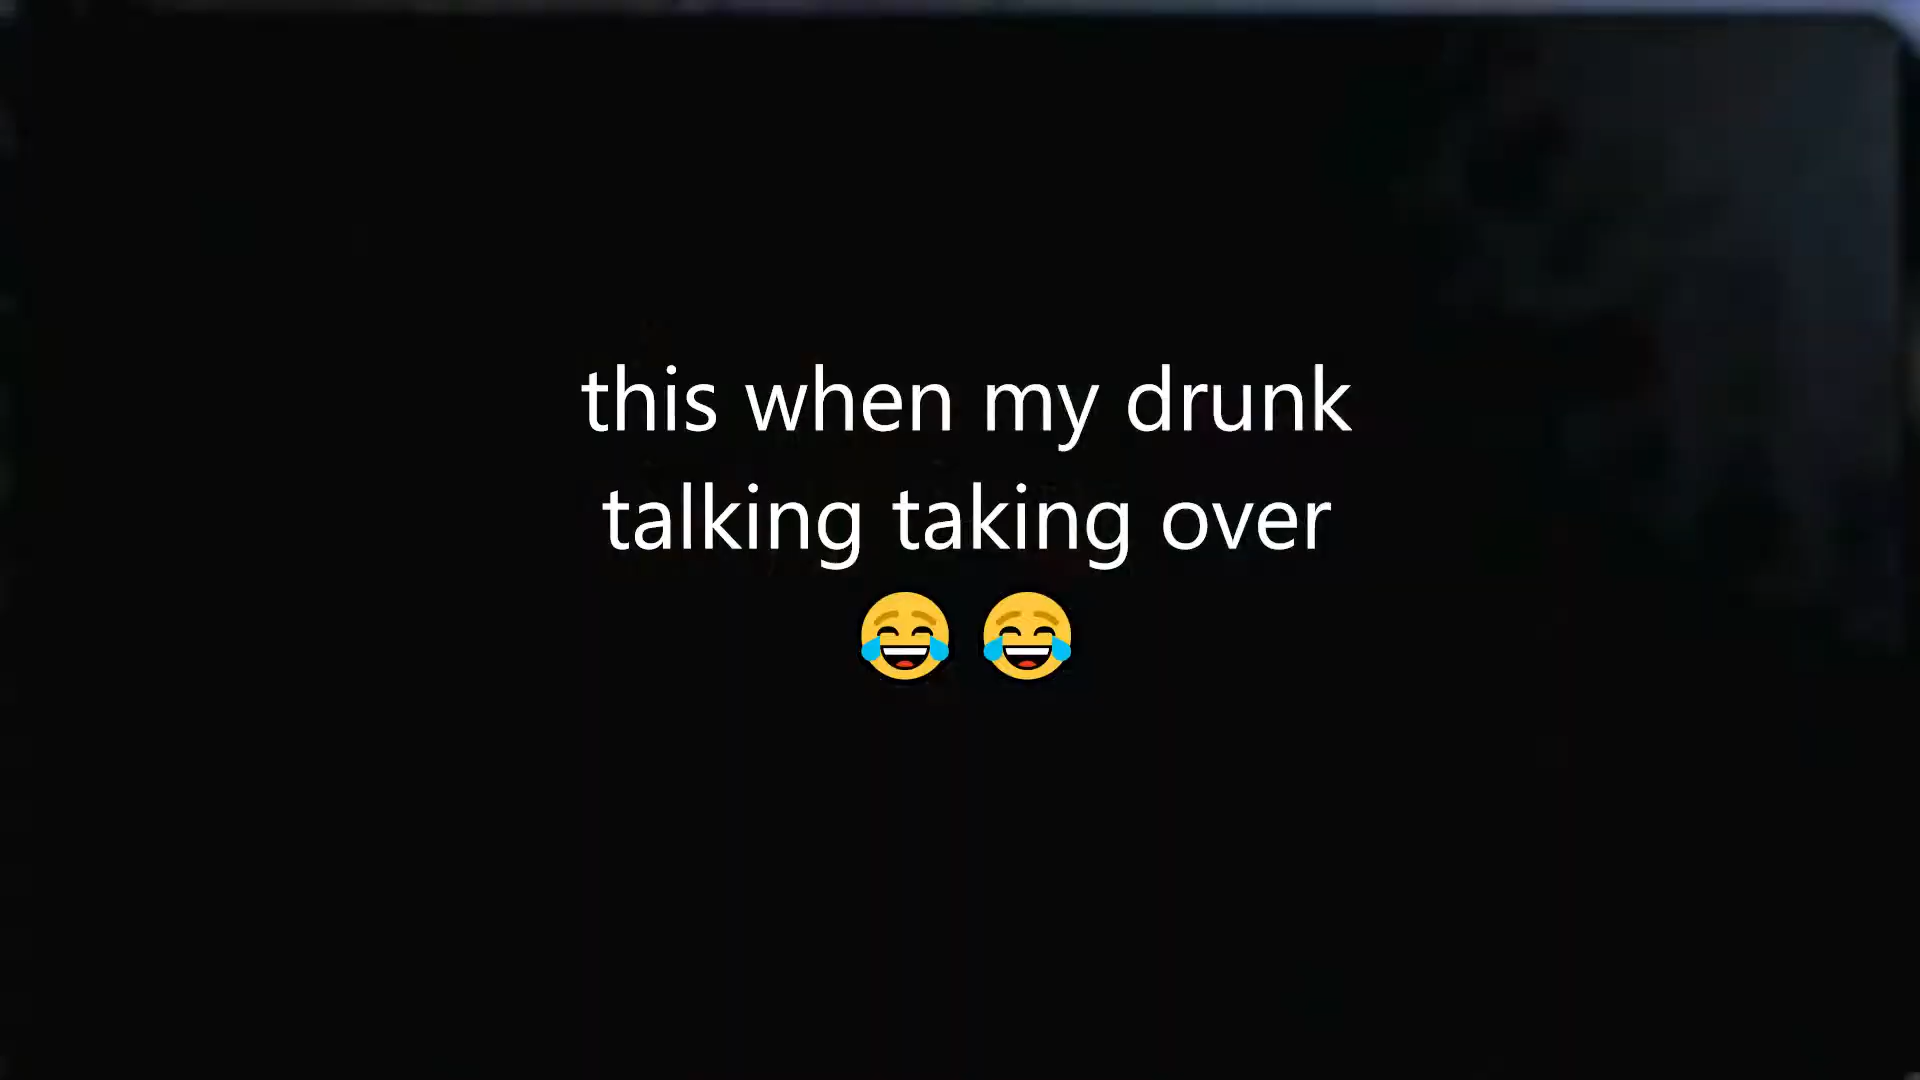 this when my drunk
talking taking over
😂 😂